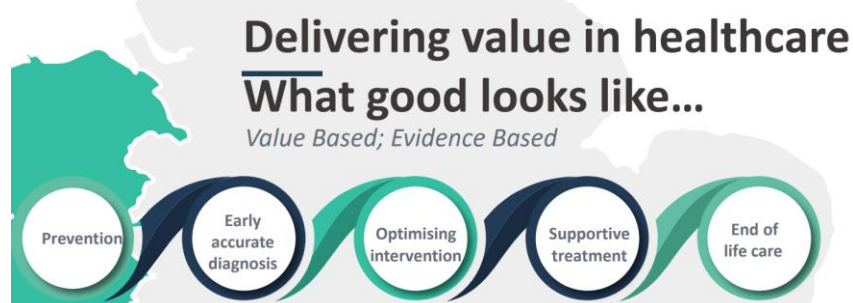 Delivering value in healthcare
What good looks like...
Value Based; Evidence Based
Prevention
Early
accurate
diagnosis
Optimising
intervention
Supportive
treatment
End of
life care